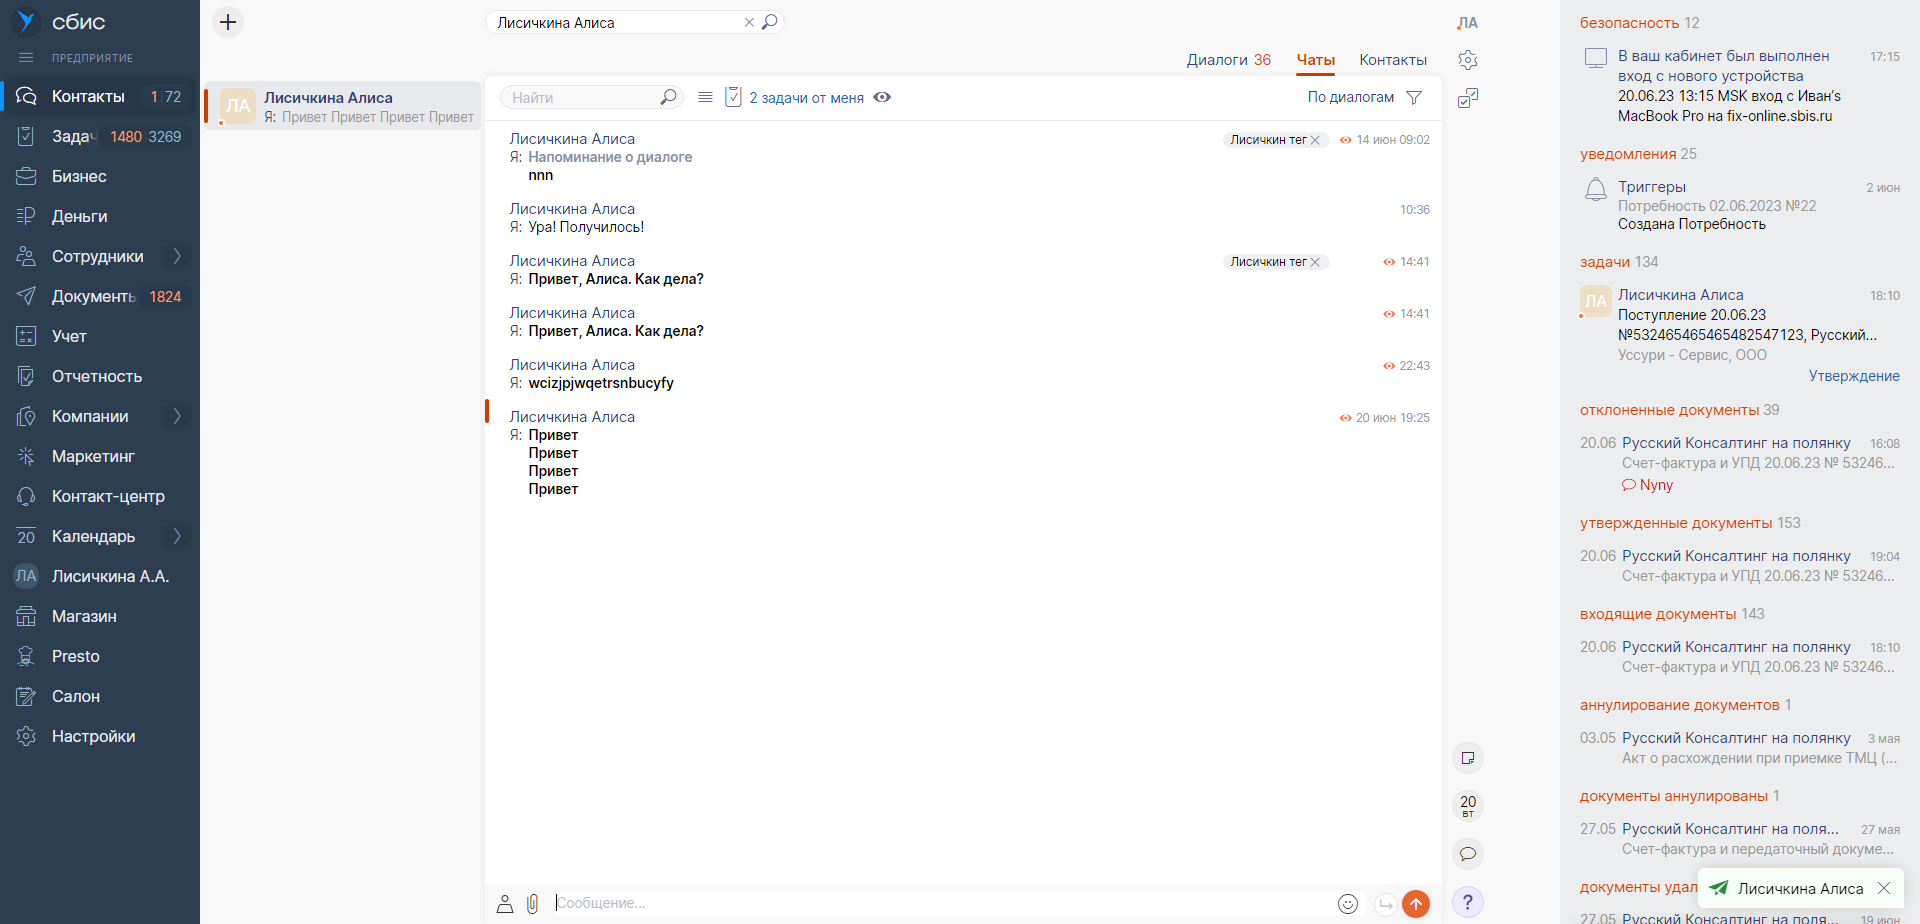 сбис
ПРЕДПРИЯТИЕ
Контакты 1 72
Задач 1480 3269
Бизнес
Деньги
Сотрудники
Документы 1824
Учет
Отчетность
Компании
Маркетинг
Контакт-центр
20 Календарь
ЛА Лисичкина А.А.
Магазин
Presto
Салон
Настройки
Лисичкина Алиса
Диалоги 36 Чаты Контакты
ЛА Лисичкина Алиса
Я: Привет Привет Привет Привет
Найти 2 задачи от меня По диалогам
Лисичкина Алиса Лисичкин тег 14 июн 09:02
Я: Напоминание о диалоге
nnn
Лисичкина Алиса 10:36
Я: Ура! Получилось!
Лисичкина Алиса Лисичкин тег 14:41
Я: Привет, Алиса. Как дела?
Лисичкина Алиса 14:41
Я: Привет, Алиса. Как дела?
Лисичкина Алиса 22:43
Я: wcizjpjwqetrsnbucyfy
Лисичкина Алиса 20 июн 19:25
Я: Привет
Привет
Привет
Привет
Сообщение...
ЛА
20
ВТ
?
безопасность 12
В ваш кабинет был выполнен 17:15
вход с нового устройства
20.06.23 13:15 MSK вход с Иван’s
MacBook Pro на fix-online.sbis.ru
уведомления 25
Триггеры 2 июн
Потребность 02.06.2023 №22
Создана Потребность
задачи 134
ЛА Лисичкина Алиса 18:10
Поступление 20.06.23
№532465465465482547123, Русский...
Уссури - Сервис, ООО
Утверждение
отклоненные документы 39
20.06 Русский Консалтинг на полянку 16:08
Счет-фактура и УПД 20.06.23 № 53246...
Nyny
утвержденные документы 153
20.06 Русский Консалтинг на полянку 19:04
Счет-фактура и УПД 20.06.23 № 53246...
входящие документы 143
20.06 Русский Консалтинг на полянку 18:10
Счет-фактура и УПД 20.06.23 № 53246...
аннулирование документов 1
03.05 Русский Консалтинг на полянку 3 мая
Акт о расхождении при приемке ТМЦ (...
документы аннулированы 1
27.05 Русский Консалтинг на поля... 27 мая
Счет-фактура и передаточный докуме...
документы удал
Лисичкина Алиса
27.05 Русский Консалтинг на поля... 19 июн